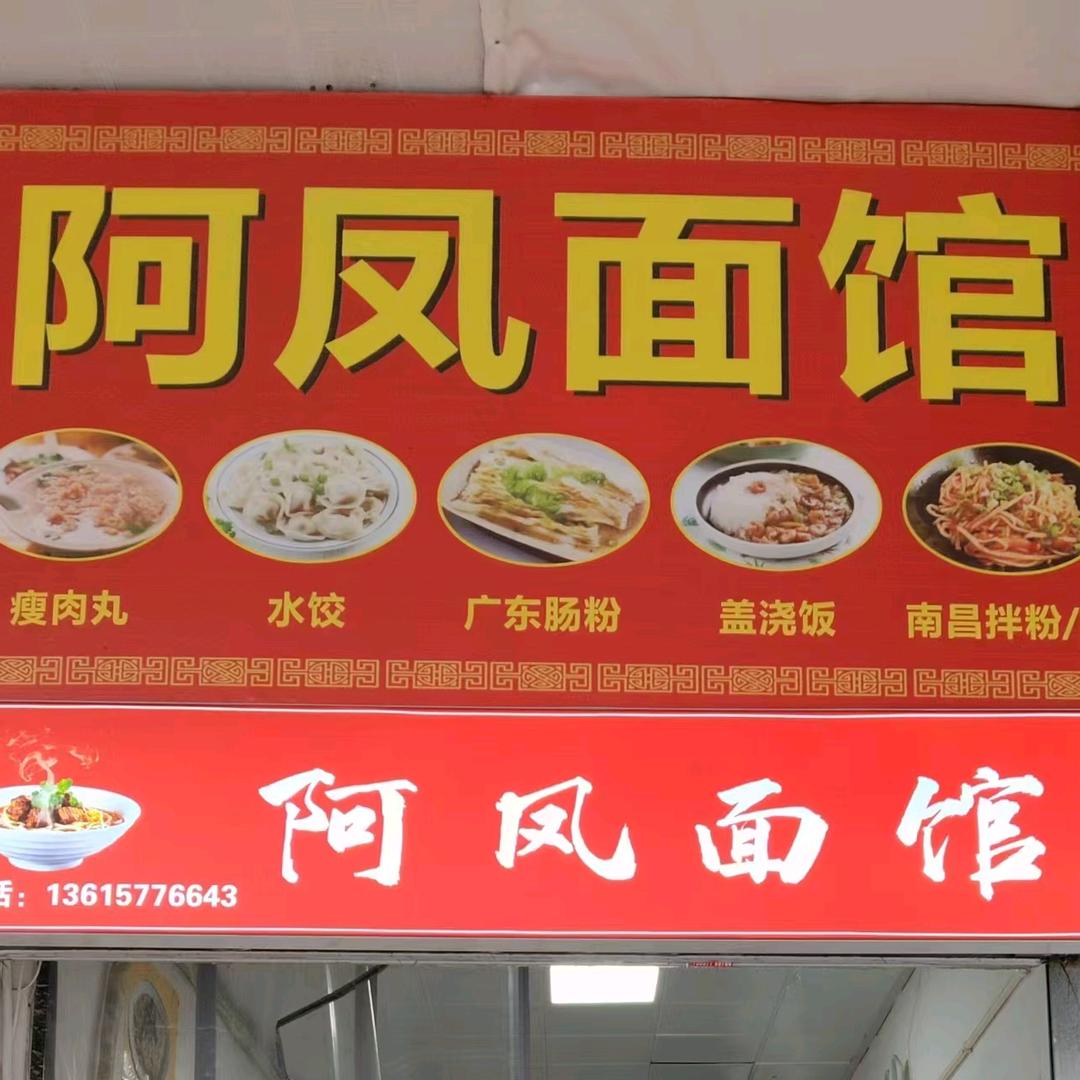 阿凤面馆
瘦肉丸 水饺 广东肠粉 盖浇饭 南昌拌粉/
阿凤面馆
话：13615776643